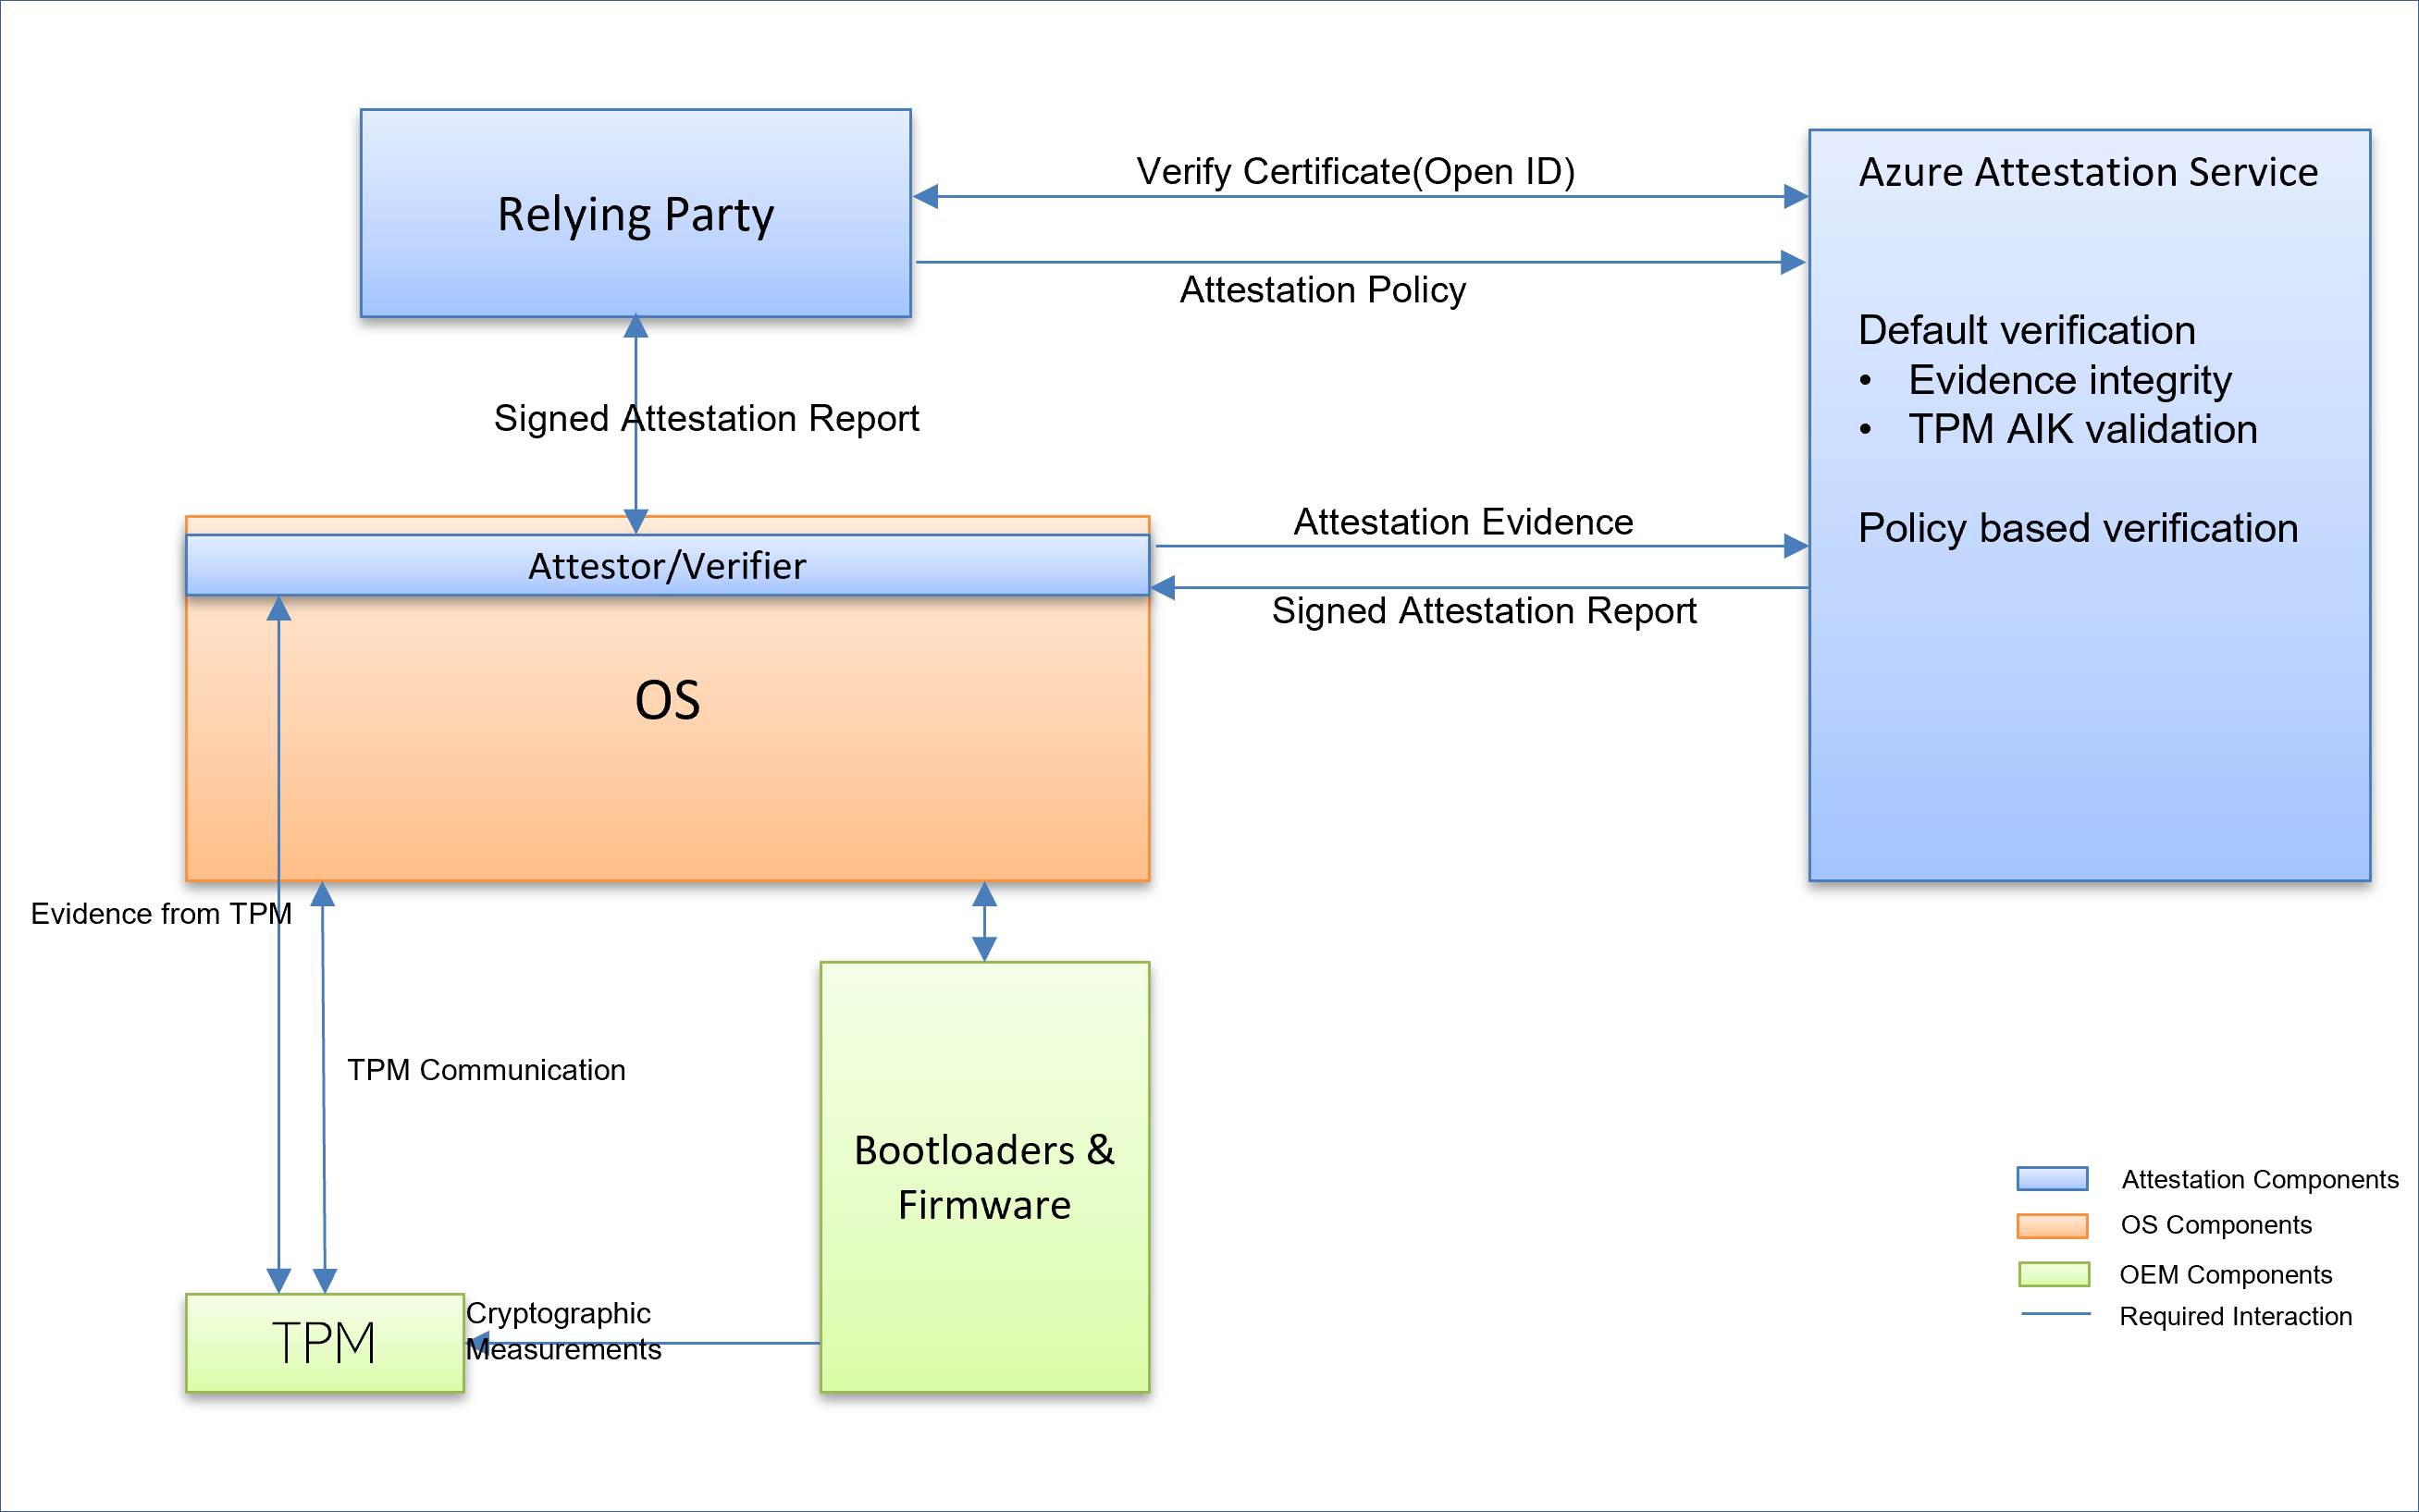 Relying Party
Verify Certificate(Open ID)
Attestation Policy
Azure Attestation Service
Default verification
• Evidence integrity
• TPM AIK validation
Policy based verification
Signed Attestation Report
Attestor/Verifier
Attestation Evidence
Signed Attestation Report
OS
Evidence from TPM
TPM Communication
Bootloaders &
Firmware
TPM
Cryptographic
Measurements
Attestation Components
OS Components
OEM Components
Required Interaction